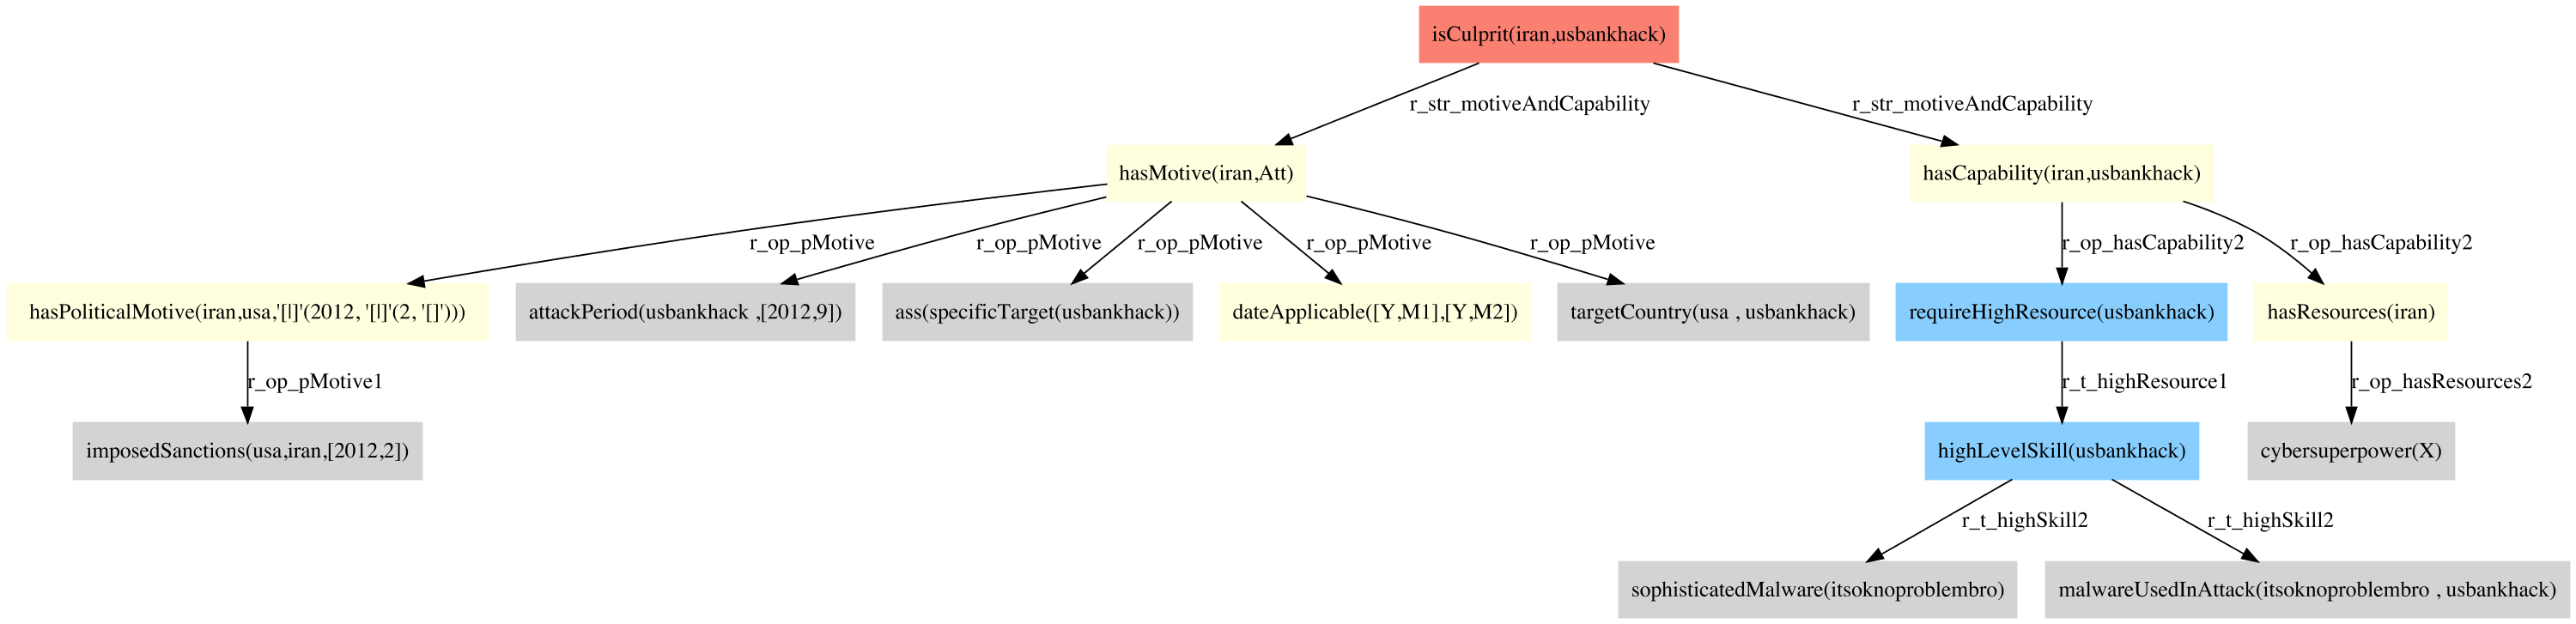 isCulprit(iran,usbankhack)
r_str_motiveAndCapability
r_str_motiveAndCapability
hasMotive(iran,Att)
hasCapability(iran,usbankhack)
r_op_pMotive
r_op_pMotive
r_op_pMotive
r_op_pMotive
r_op_pMotive
r_op_hasCapability2
r_op_hasCapability2
hasPoliticalMotive(iran,usa,'[|]'(2012, '[|]'(2, '[]')))
attackPeriod(usbankhack ,[2012,9])
ass(specificTarget(usbankhack))
dateApplicable([Y,M1],[Y,M2])
targetCountry(usa , usbankhack)
requireHighResource(usbankhack)
hasResources(iran)
r_op_pMotive1
r_t_highResource1
r_op_hasResources2
imposedSanctions(usa,iran,[2012,2])
highLevelSkill(usbankhack)
cybersuperpower(X)
r_t_highSkill2
r_t_highSkill2
sophisticatedMalware(itsoknoproblembro)
malwareUsedInAttack(itsoknoproblembro , usbankhack)